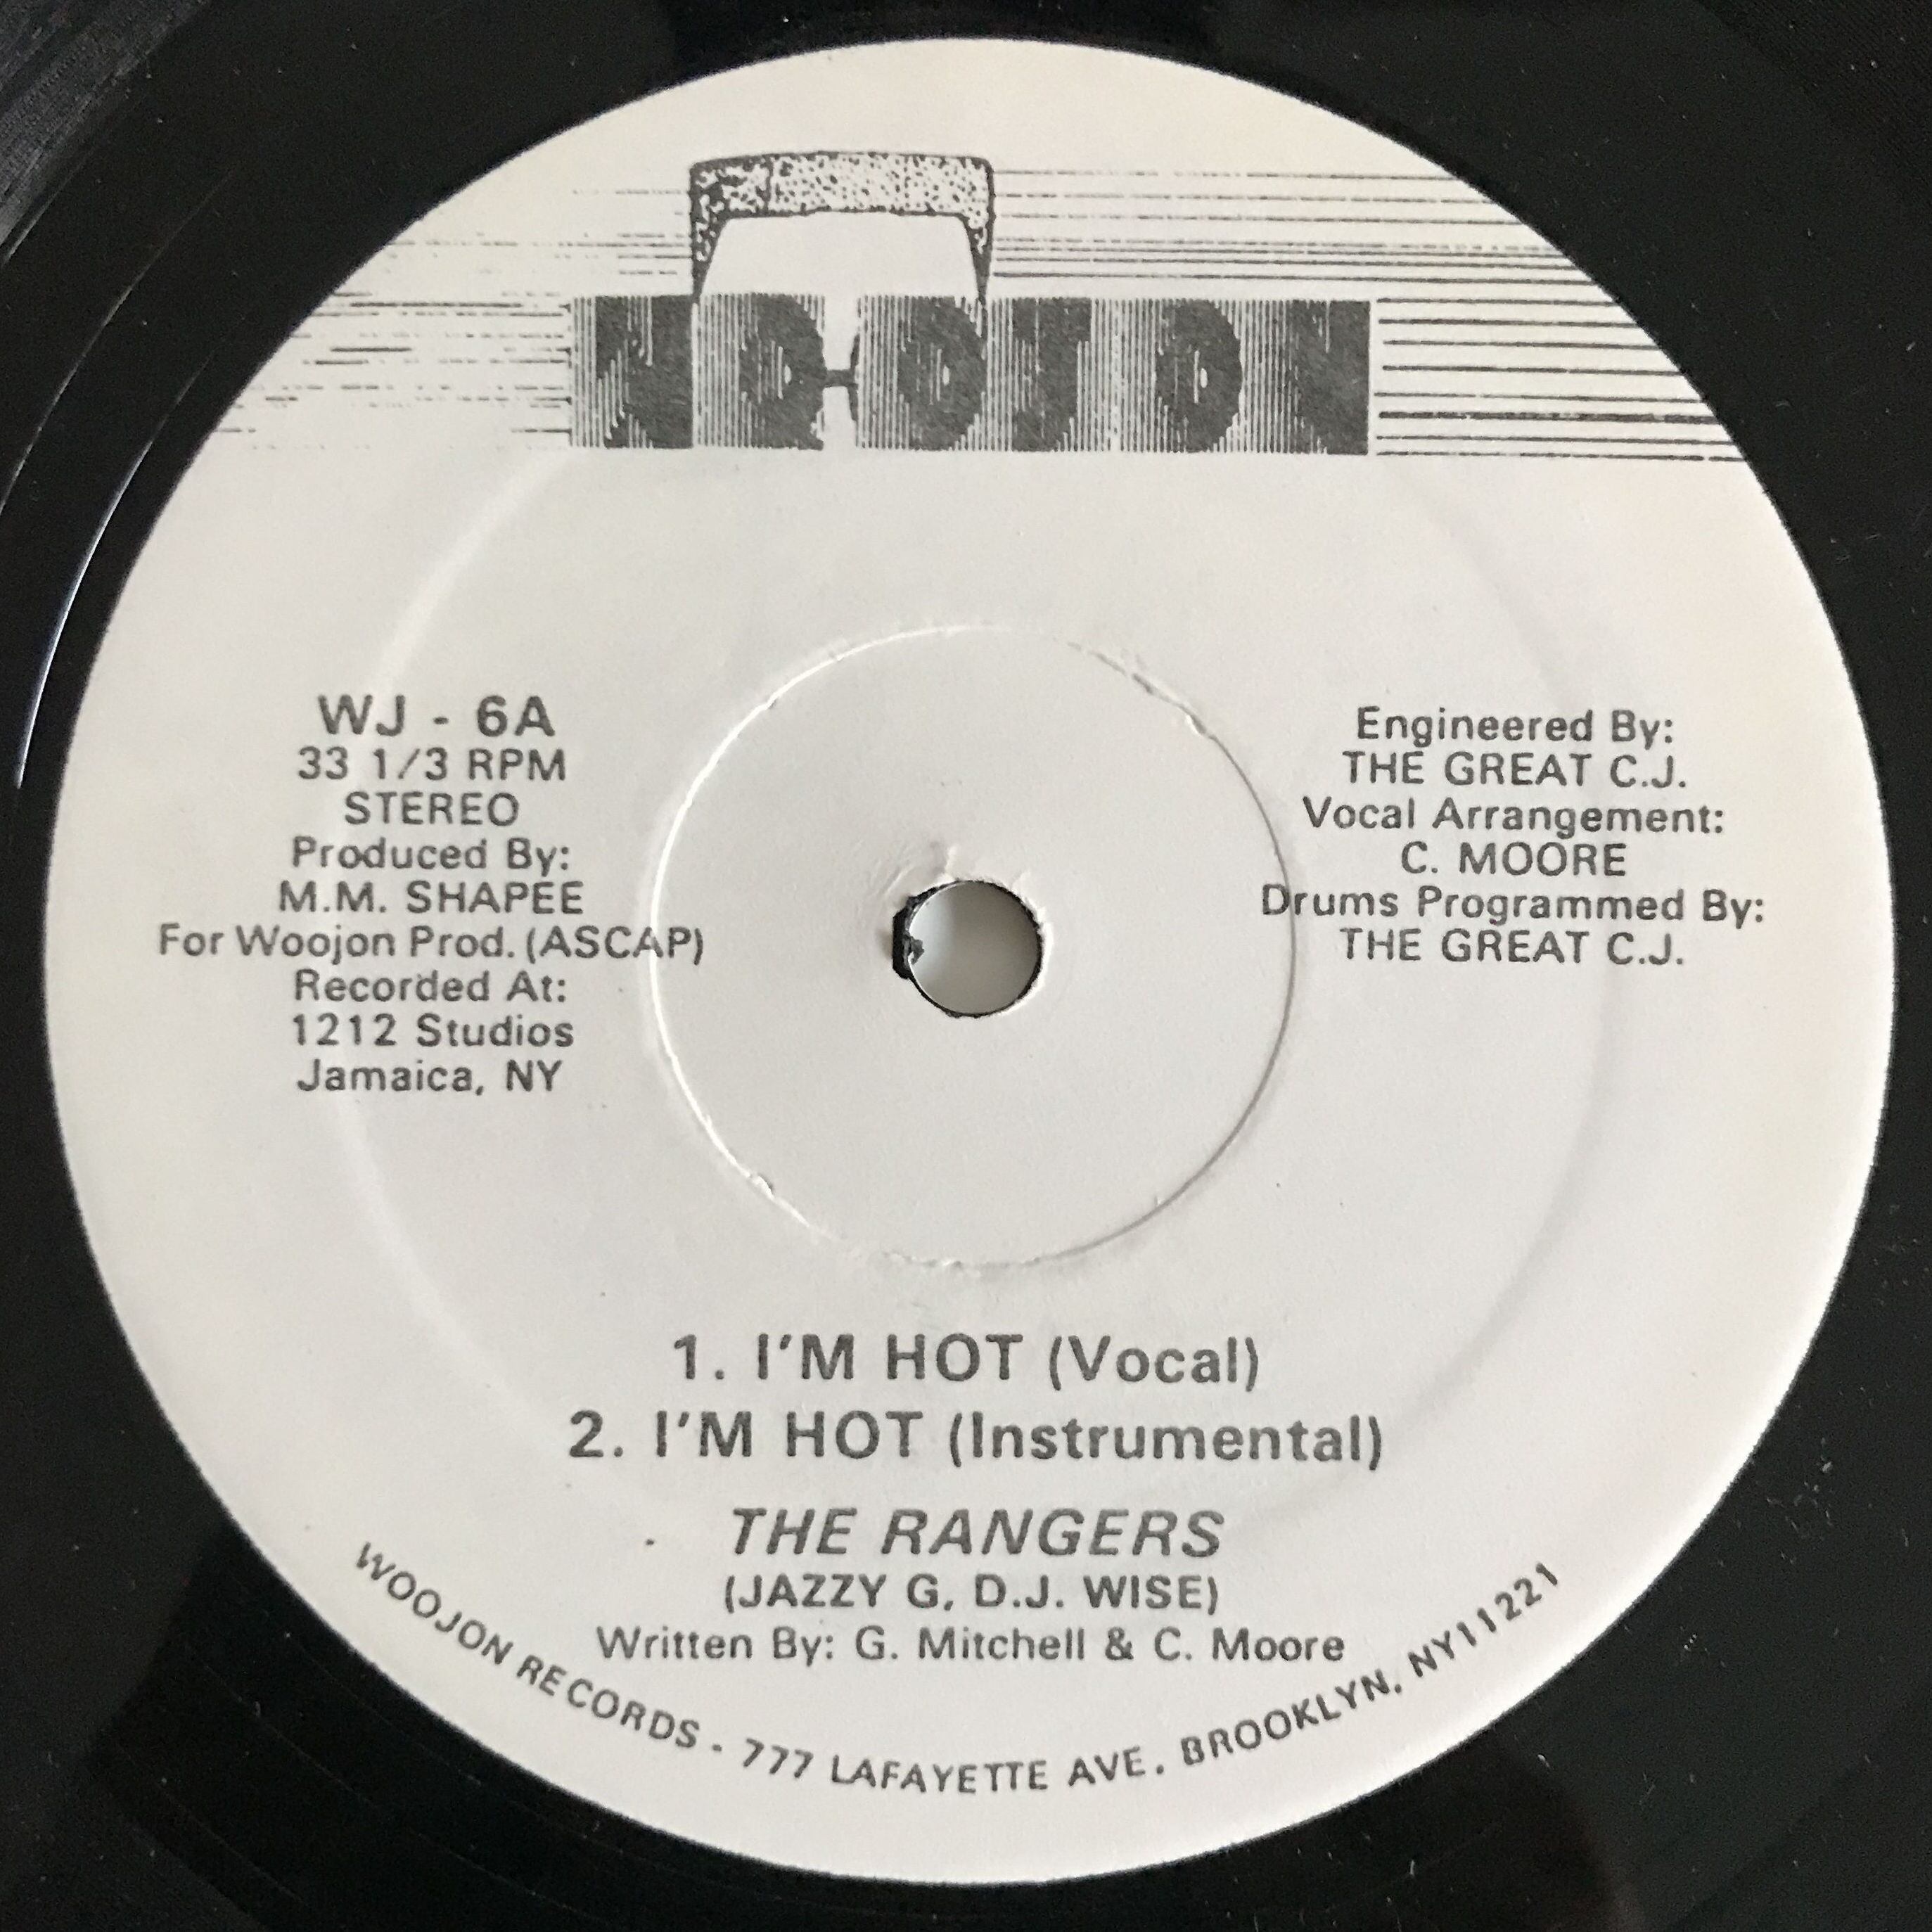 WOOJON
WJ - 6A
33 1/3 RPM
STEREO
Produced By:
M.M. SHAPEE
For Woojon Prod. (ASCAP)
Recorded At:
1212 Studios
Jamaica, NY
Engineered By:
THE GREAT C.J.
Vocal Arrangement:
C. MOORE
Drums Programmed By:
THE GREAT C.J.
1. I'M HOT (Vocal)
2. I'M HOT (Instrumental)
THE RANGERS
(JAZZY G, D.J. WISE)
Written By: G. Mitchell & C. Moore
WOOJON RECORDS - 777 LAFAYETTE AVE. BROOKLYN, NY11221